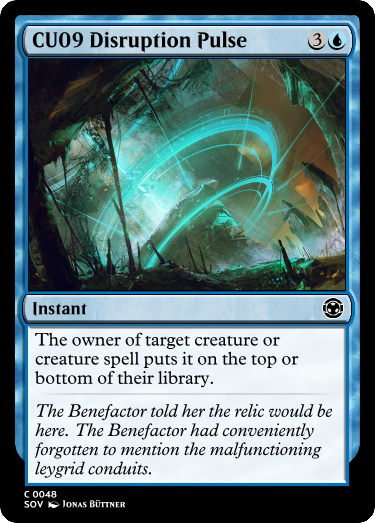 CU09 Disruption Pulse 3
Instant
The owner of target creature or
creature spell puts it on the top or
bottom of their library.
The Benefactor told her the relic would be
here. The Benefactor had conveniently
forgotten to mention the malfunctioning
leygrid conduits.
C 0048
SOV Jonas Büttner